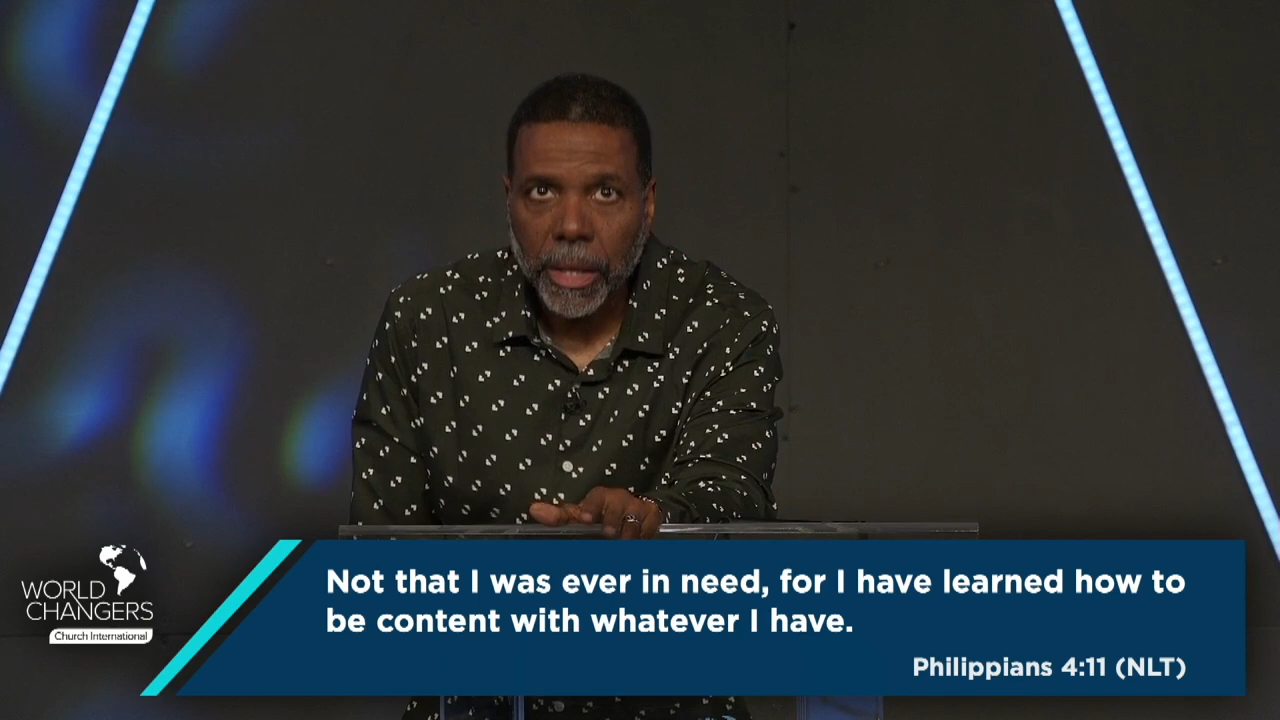 WORLD
CHANGERS
Church International
Not that I was ever in need, for I have learned how to
be content with whatever I have.
Philippians 4:11 (NLT)